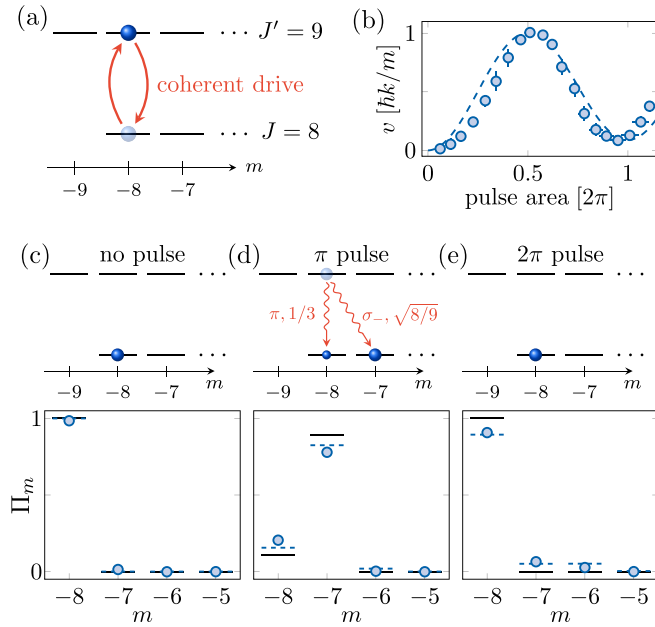 (a)
··· J′ = 9
coherent drive
··· J = 8
−9 −8 −7 m
(b)
v [ħk/m]
1
0
0 0.5 1
pulse area [2π]
(c) no pulse
···
···
−9 −8 −7 m
(d) π pulse
···
π, 1/3
σ−, √8/9
···
−9 −8 −7 m
(e) 2π pulse
···
···
−9 −8 −7 m
Πm
1
0
−8 −7 −6 −5
m
−8 −7 −6 −5
m
−8 −7 −6 −5
m